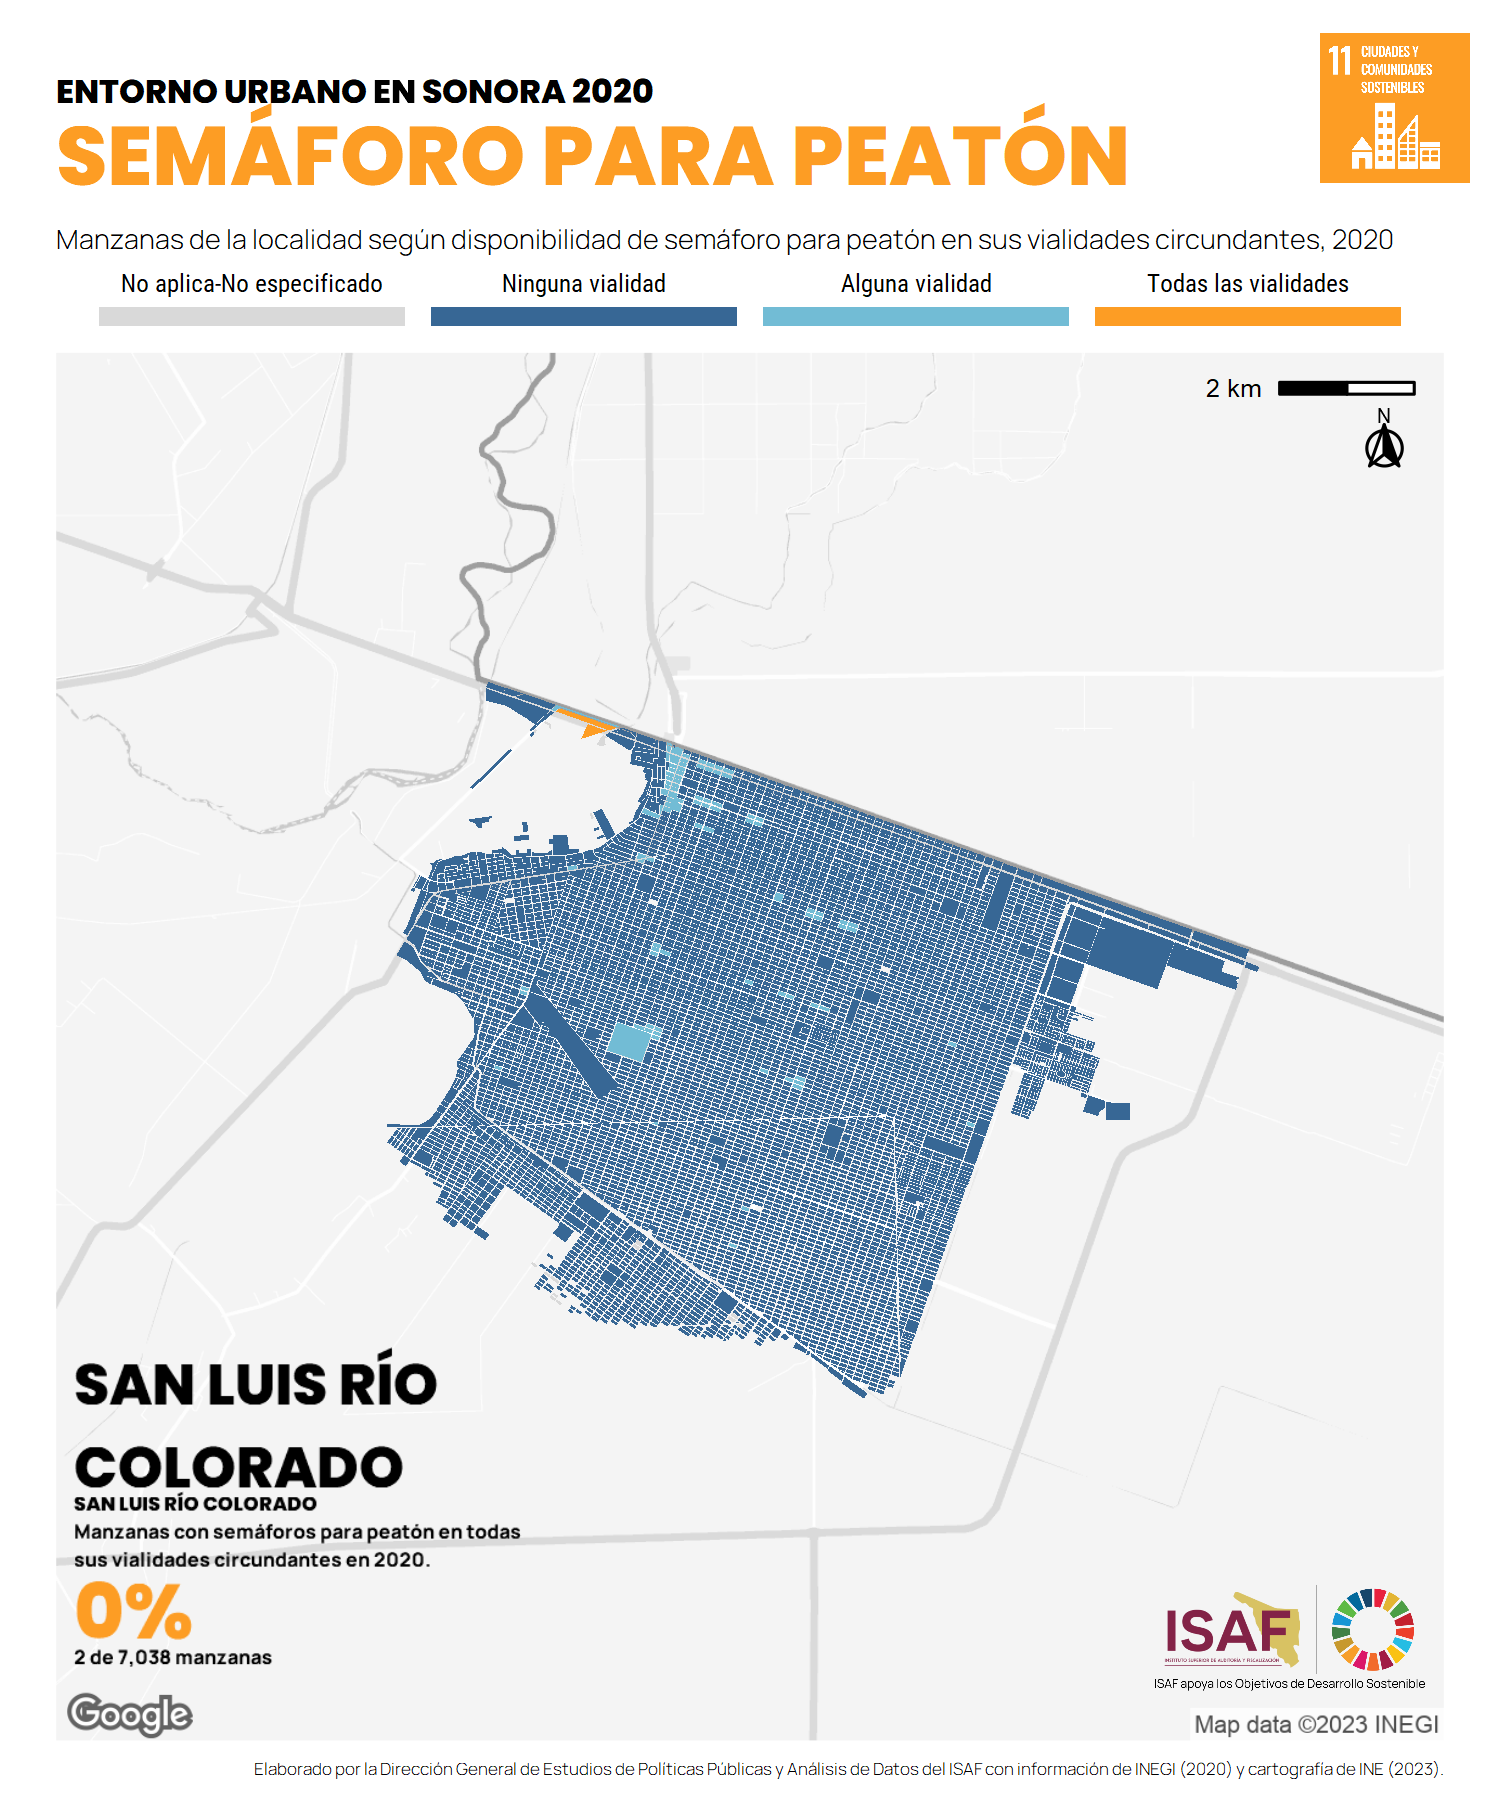 11 CIUDADES Y
COMUNIDADES
SOSTENIBLES
ENTORNO URBANO EN SONORA 2020
SEMÁFORO PARA PEATÓN
Manzanas de la localidad según disponibilidad de semáforo para peatón en sus vialidades circundantes, 2020
No aplica-No especificado Ninguna vialidad Alguna vialidad Todas las vialidades
2 km
N
SAN LUIS RÍO
COLORADO
SAN LUIS RÍO COLORADO
Manzanas con semáforos para peatón en todas
sus vialidades circundantes en 2020.
0%
2 de 7,038 manzanas
ISAF
INSTITUTO SUPERIOR DE AUDITORÍA Y FISCALIZACIÓN
ISAF apoya los Objetivos de Desarrollo Sostenible
Google
Map data ©2023 INEGI
Elaborado por la Dirección General de Estudios de Políticas Públicas y Análisis de Datos del ISAF con información de INEGI (2020) y cartografía de INE (2023).